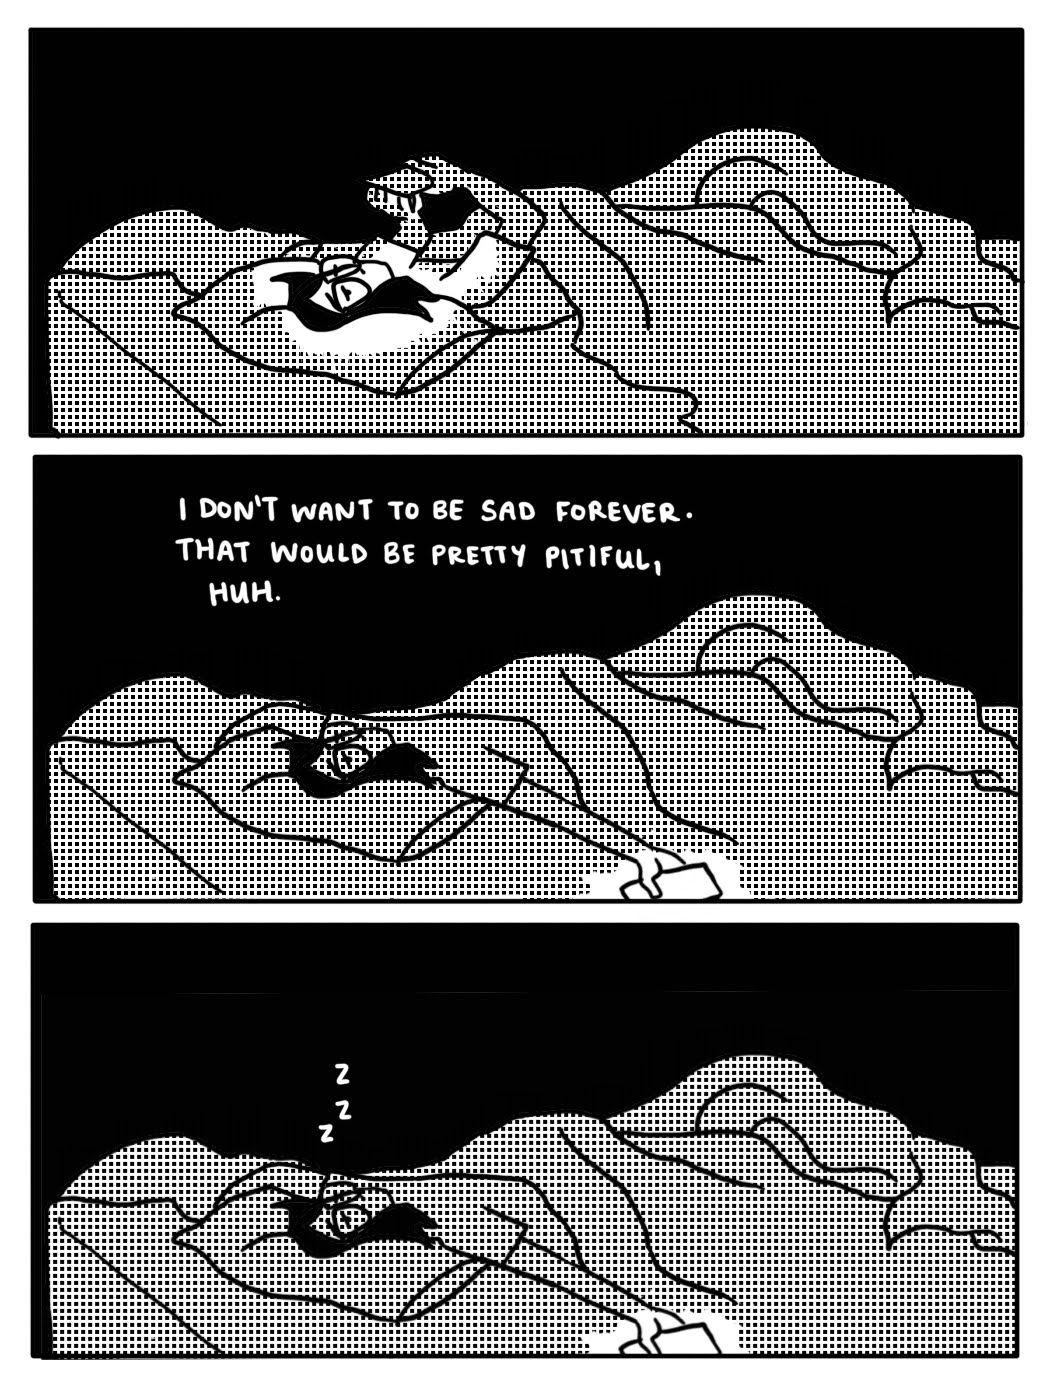 I DON'T WANT TO BE SAD FOREVER.
THAT WOULD BE PRETTY PITIFUL,
HUH.
Z
Z
Z